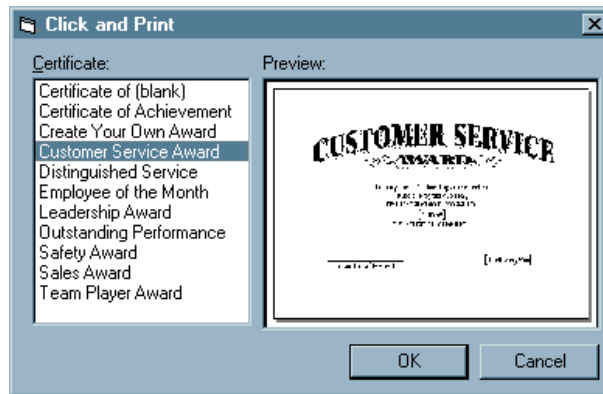 Click and Print
Certificate:
Certificate of (blank)
Certificate of Achievement
Create Your Own Award
Customer Service Award
Distinguished Service
Employee of the Month
Leadership Award
Outstanding Performance
Safety Award
Sales Award
Team Player Award
Preview:
CUSTOMER SERVICE
AWARD
OK
Cancel